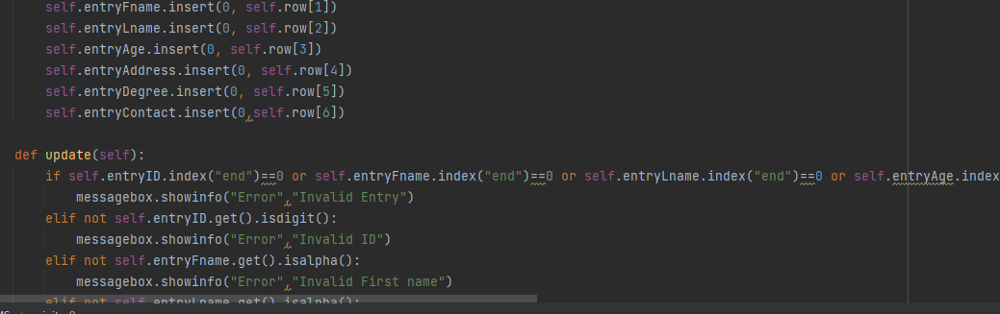 self.entryFname.insert(0, self.row[1])
self.entryLname.insert(0, self.row[2])
self.entryAge.insert(0, self.row[3])
self.entryAddress.insert(0, self.row[4])
self.entryDegree.insert(0, self.row[5])
self.entryContact.insert(0,self.row[6])
def update(self):
if self.entryID.index("end")==0 or self.entryFname.index("end")==0 or self.entryLname.index("end")==0 or self.entryAge.index
messagebox.showinfo("Error","Invalid Entry")
elif not self.entryID.get().isdigit():
messagebox.showinfo("Error","Invalid ID")
elif not self.entryFname.get().isalpha():
messagebox.showinfo("Error","Invalid First name")
elif not self.entryLname.get().isalpha():